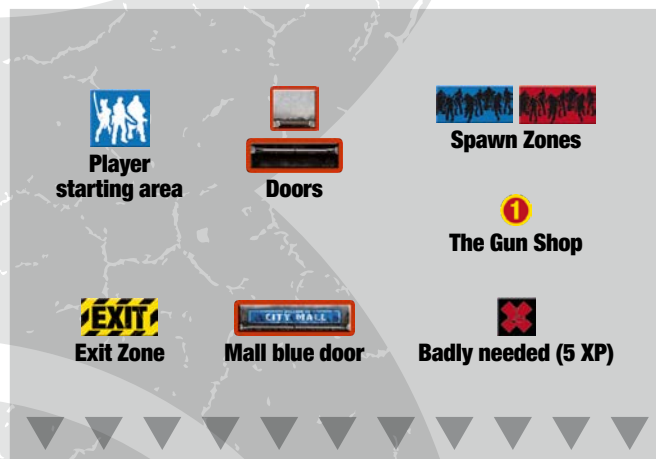 Player
starting area
Doors
Spawn Zones
1
The Gun Shop
EXIT
Exit Zone
CITY MALL
Mall blue door
Badly needed (5 XP)